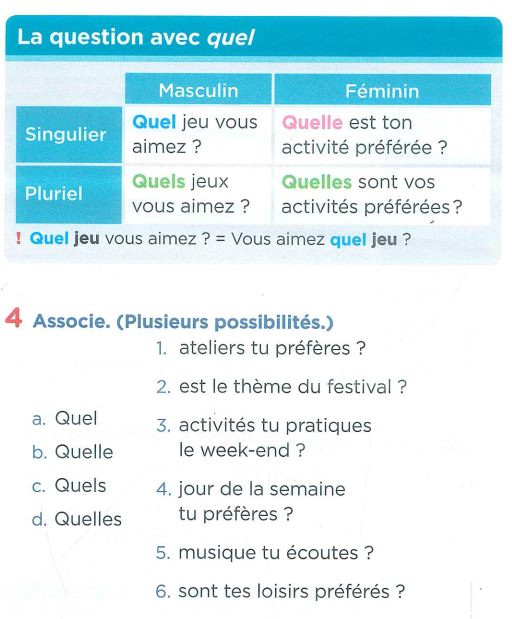 La question avec quel
Masculin Féminin
Singulier
Quel jeu vous
aimez ?
Quelle est ton
activité préférée ?
Pluriel
Quels jeux
vous aimez ?
Quelles sont vos
activités préférées ?
! Quel jeu vous aimez ? = Vous aimez quel jeu ?
4 Associe. (Plusieurs possibilités.)
a. Quel
b. Quelle
c. Quels
d. Quelles
1. ateliers tu préfères ?
2. est le thème du festival ?
3. activités tu pratiques
le week-end ?
4. jour de la semaine
tu préfères ?
5. musique tu écoutes ?
6. sont tes loisirs préférés ?